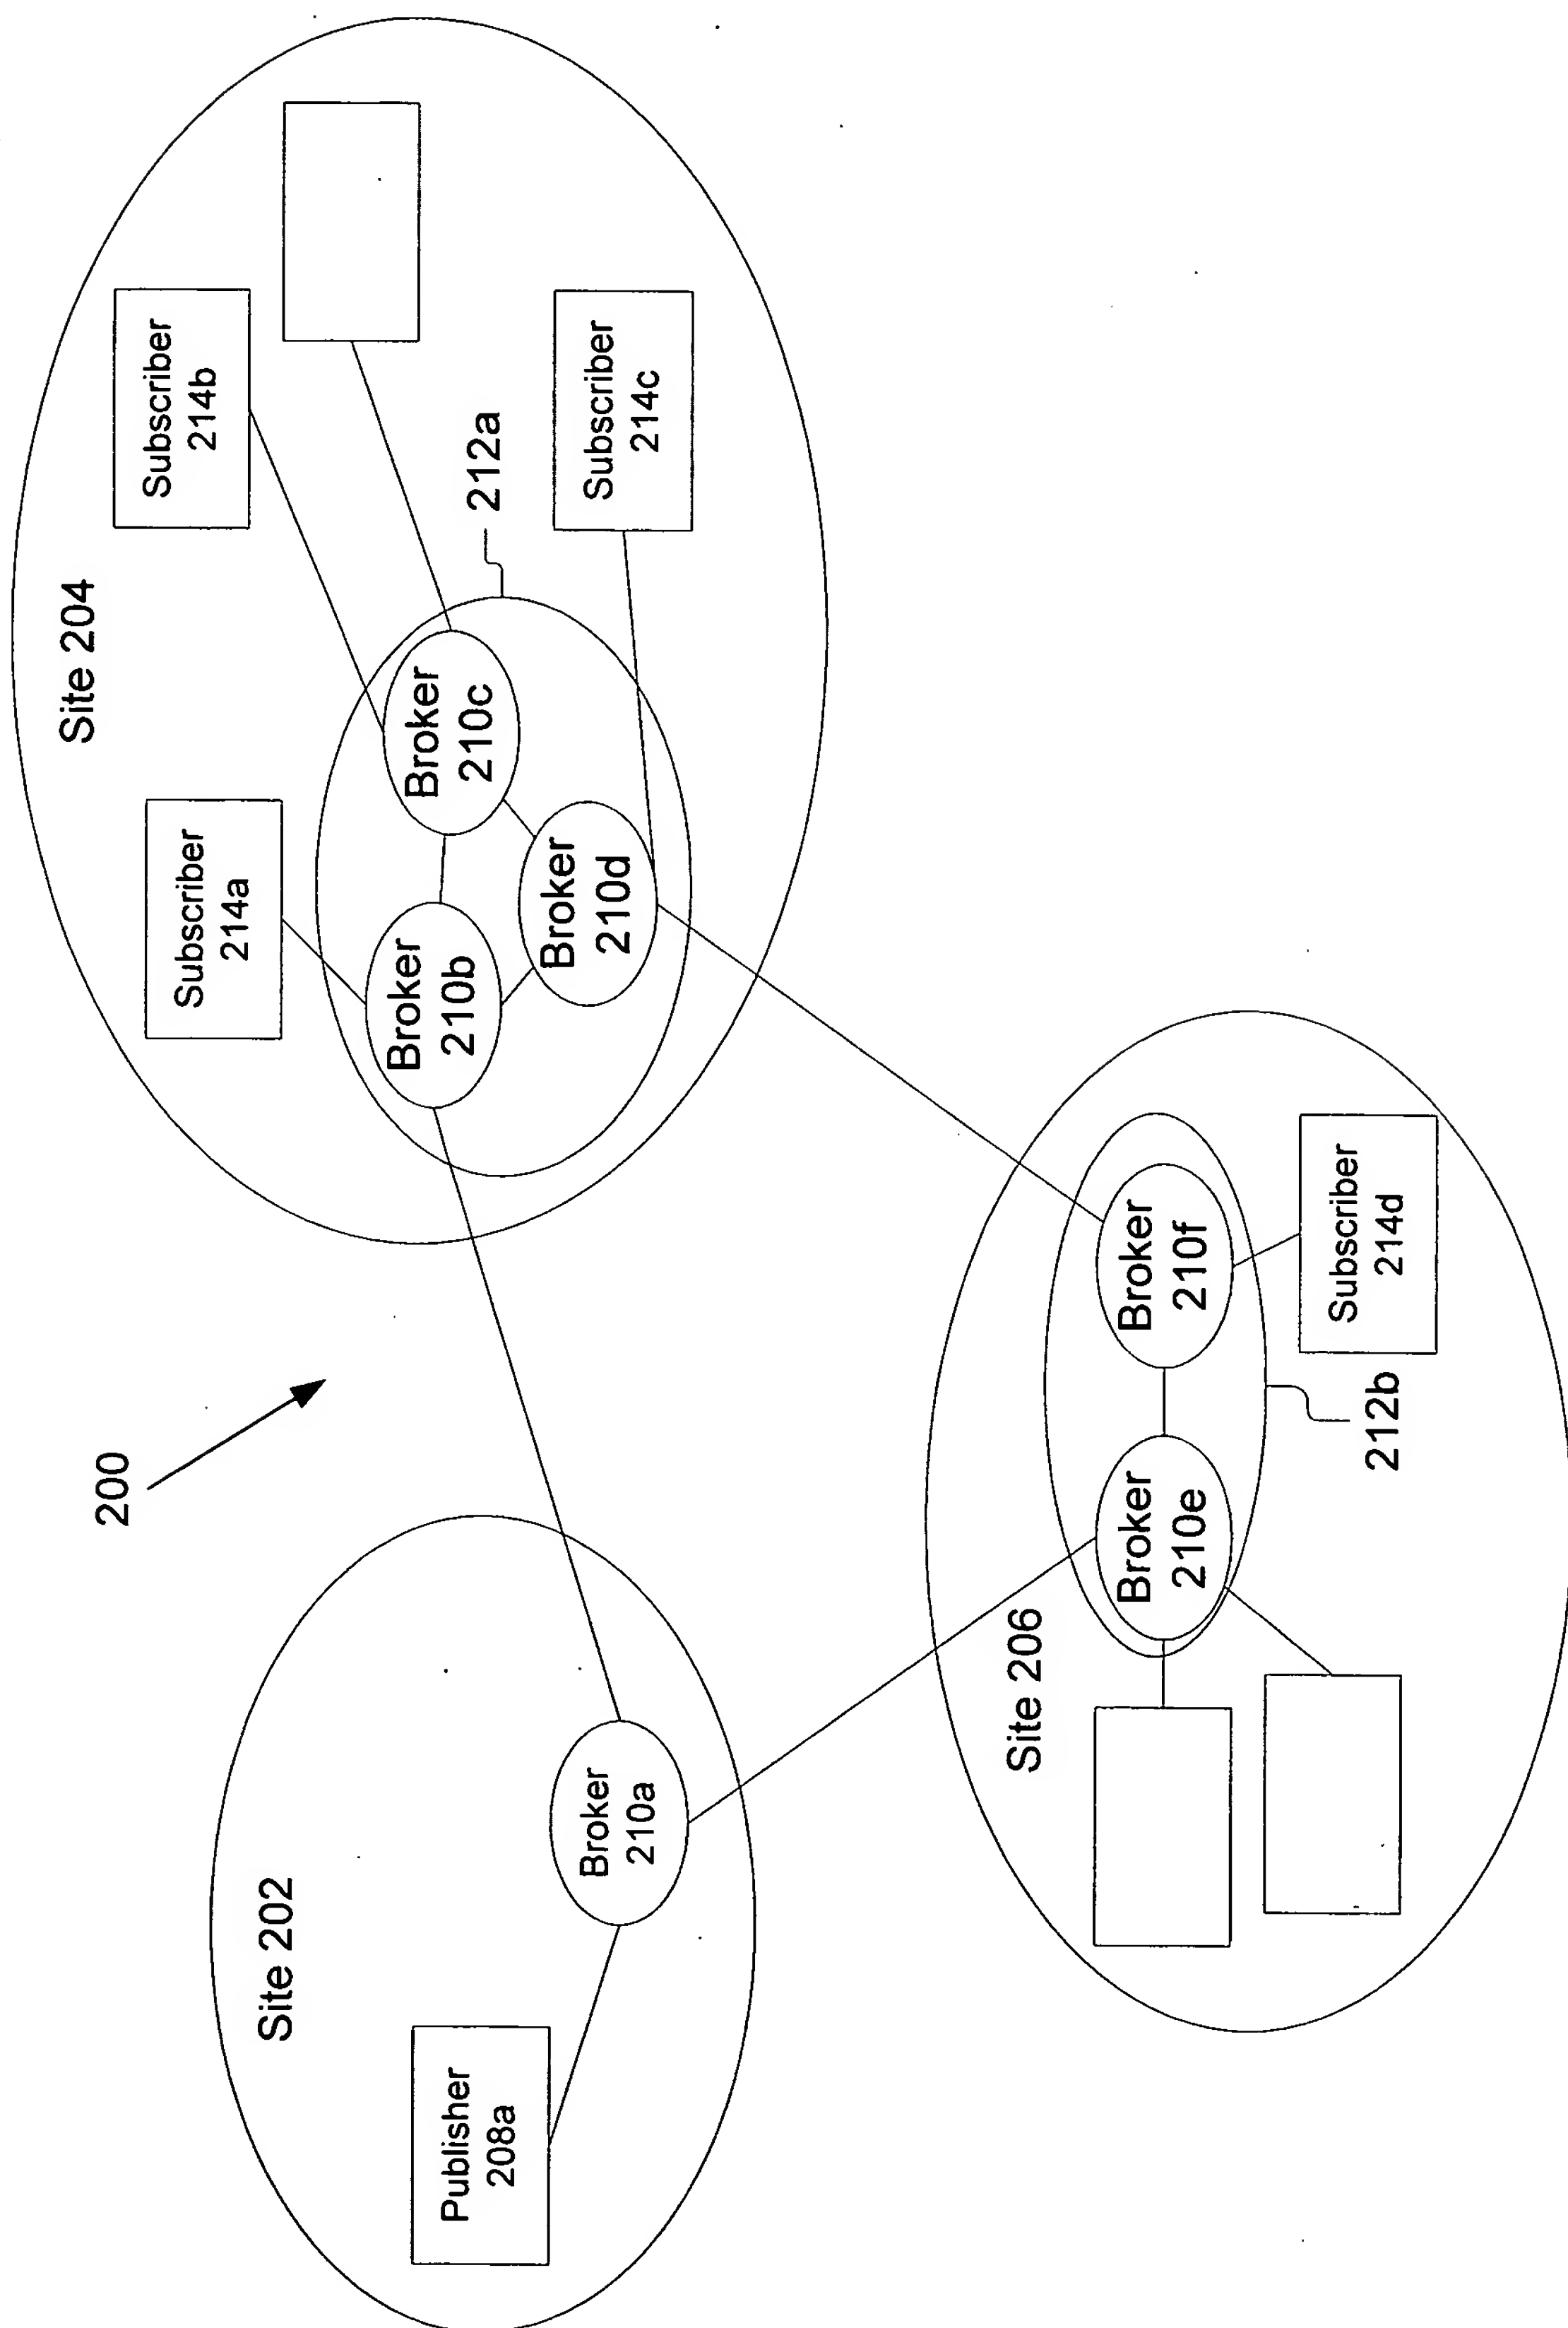 200
Site 202
Publisher
208a
Broker
210a
Site 204
Subscriber
214a
Subscriber
214b
Broker
210b
Broker
210c
212a
Broker
210d
Subscriber
214c
Site 206
Broker
210e
Broker
210f
212b
Subscriber
214d